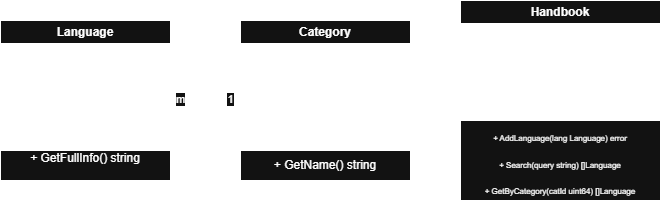 Language
Category
Handbook
m
1
+ GetFullInfo() string
+ GetName() string
+ AddLanguage(lang Language) error
+ Search(query string) []Language
+ GetByCategory(catId uint64) []Language